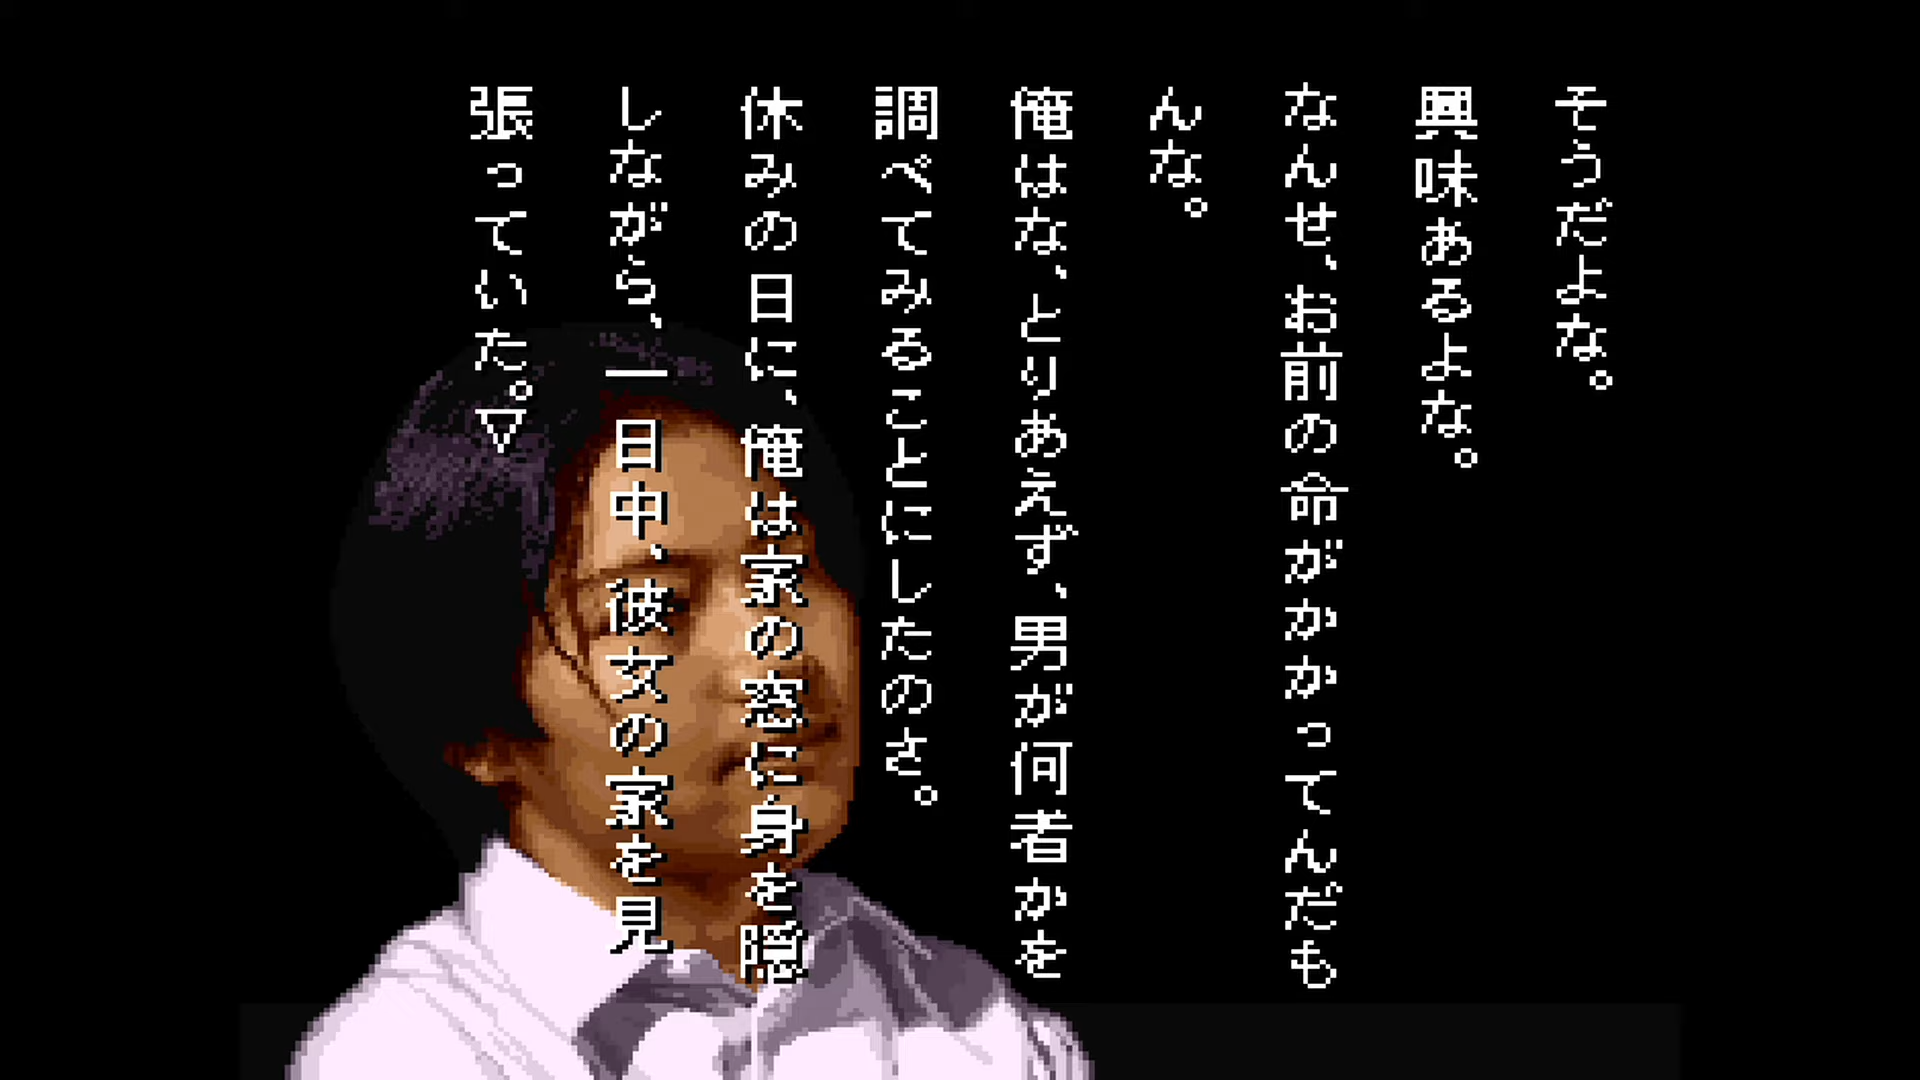 そうだよな。
興味あるよな。
なんせ、お前の命がかかってんだも
んな。
俺はな、とりあえず、男が何者かを
調べてみることにしたのさ。
休みの日に、俺は家の窓に身を隠
しながら、一日中、彼女の家を見
張っていた。▽